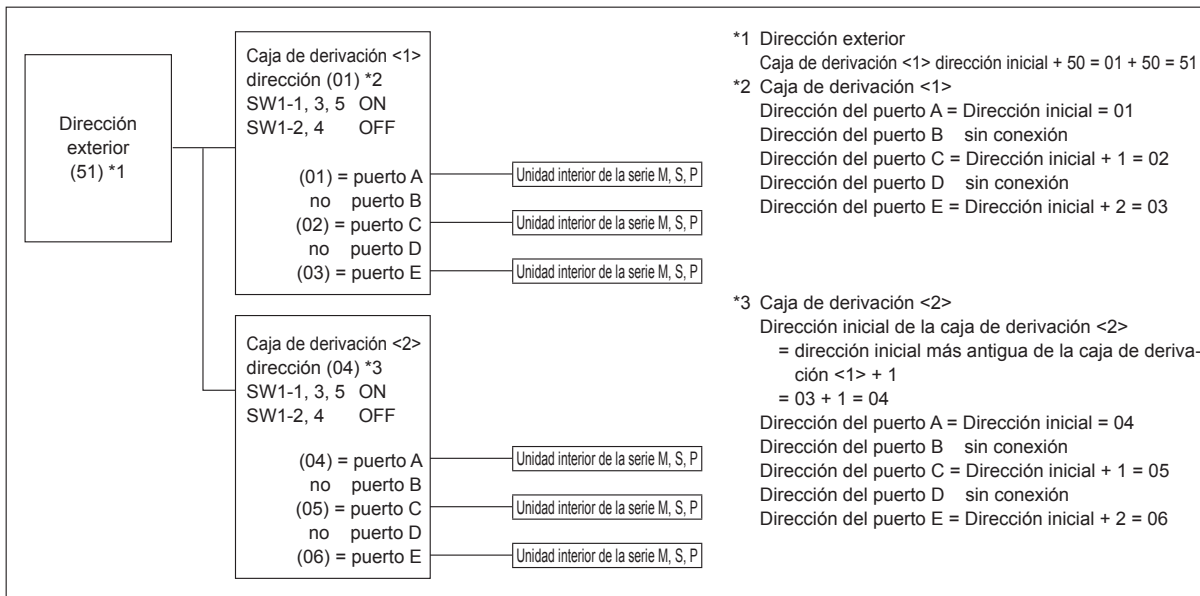 Dirección
exterior
(51) *1
Caja de derivación <1>
dirección (01) *2
SW1-1, 3, 5 ON
SW1-2, 4 OFF
(01) = puerto A
no puerto B
(02) = puerto C
no puerto D
(03) = puerto E
Unidad interior de la serie M, S, P
Unidad interior de la serie M, S, P
Unidad interior de la serie M, S, P
Caja de derivación <2>
dirección (04) *3
SW1-1, 3, 5 ON
SW1-2, 4 OFF
(04) = puerto A
no puerto B
(05) = puerto C
no puerto D
(06) = puerto E
Unidad interior de la serie M, S, P
Unidad interior de la serie M, S, P
Unidad interior de la serie M, S, P
*1 Dirección exterior
Caja de derivación <1> dirección inicial + 50 = 01 + 50 = 51
*2 Caja de derivación <1>
Dirección del puerto A = Dirección inicial = 01
Dirección del puerto B sin conexión
Dirección del puerto C = Dirección inicial + 1 = 02
Dirección del puerto D sin conexión
Dirección del puerto E = Dirección inicial + 2 = 03
*3 Caja de derivación <2>
Dirección inicial de la caja de derivación <2>
= dirección inicial más antigua de la caja de deriva-
ción <1> + 1
= 03 + 1 = 04
Dirección del puerto A = Dirección inicial = 04
Dirección del puerto B sin conexión
Dirección del puerto C = Dirección inicial + 1 = 05
Dirección del puerto D sin conexión
Dirección del puerto E = Dirección inicial + 2 = 06